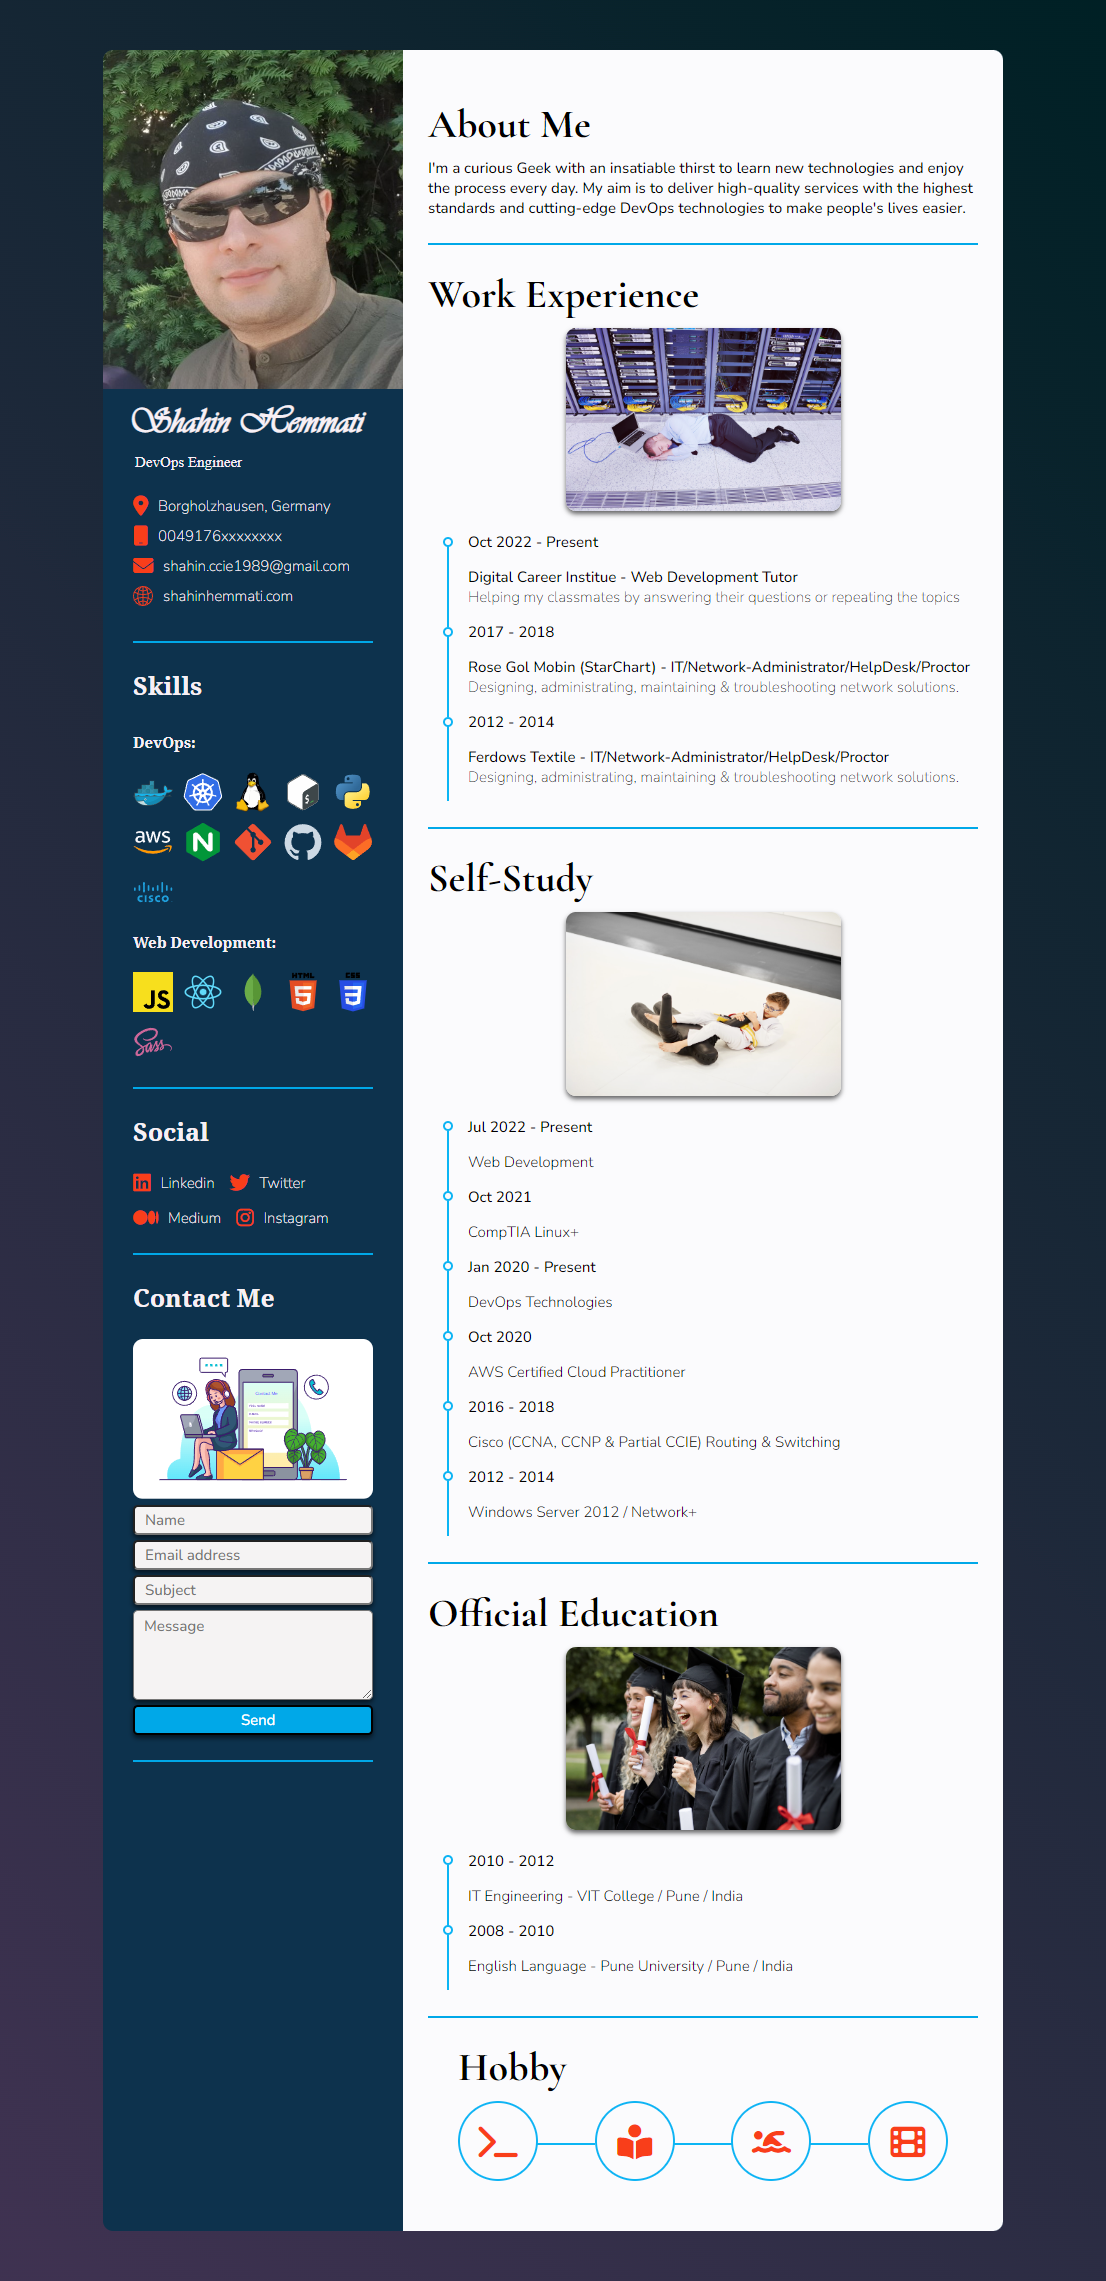 Shahin Hemmati
DevOps Engineer
Borgholzhausen, Germany
0049176xxxxxxxx
shahin.ccie1989@gmail.com
shahinhemmati.com
Skills
DevOps:
aws
N
CISCO
Web Development:
JS
HTML
5
CSS
3
Sass
Social
Linkedin
Twitter
Medium
Instagram
Contact Me
Contact Me
Name
Email address
Subject
Message
Send
About Me
I'm a curious Geek with an insatiable thirst to learn new technologies and enjoy
the process every day. My aim is to deliver high-quality services with the highest
standards and cutting-edge DevOps technologies to make people's lives easier.
Work Experience
Oct 2022 - Present
Digital Career Institue - Web Development Tutor
Helping my classmates by answering their questions or repeating the topics
2017 - 2018
Rose Gol Mobin (StarChart) - IT/Network-Administrator/HelpDesk/Proctor
Designing, administrating, maintaining & troubleshooting network solutions.
2012 - 2014
Ferdows Textile - IT/Network-Administrator/HelpDesk/Proctor
Designing, administrating, maintaining & troubleshooting network solutions.
Self-Study
Jul 2022 - Present
Web Development
Oct 2021
CompTIA Linux+
Jan 2020 - Present
DevOps Technologies
Oct 2020
AWS Certified Cloud Practitioner
2016 - 2018
Cisco (CCNA, CCNP & Partial CCIE) Routing & Switching
2012 - 2014
Windows Server 2012 / Network+
Official Education
2010 - 2012
IT Engineering - VIT College / Pune / India
2008 - 2010
English Language - Pune University / Pune / India
Hobby